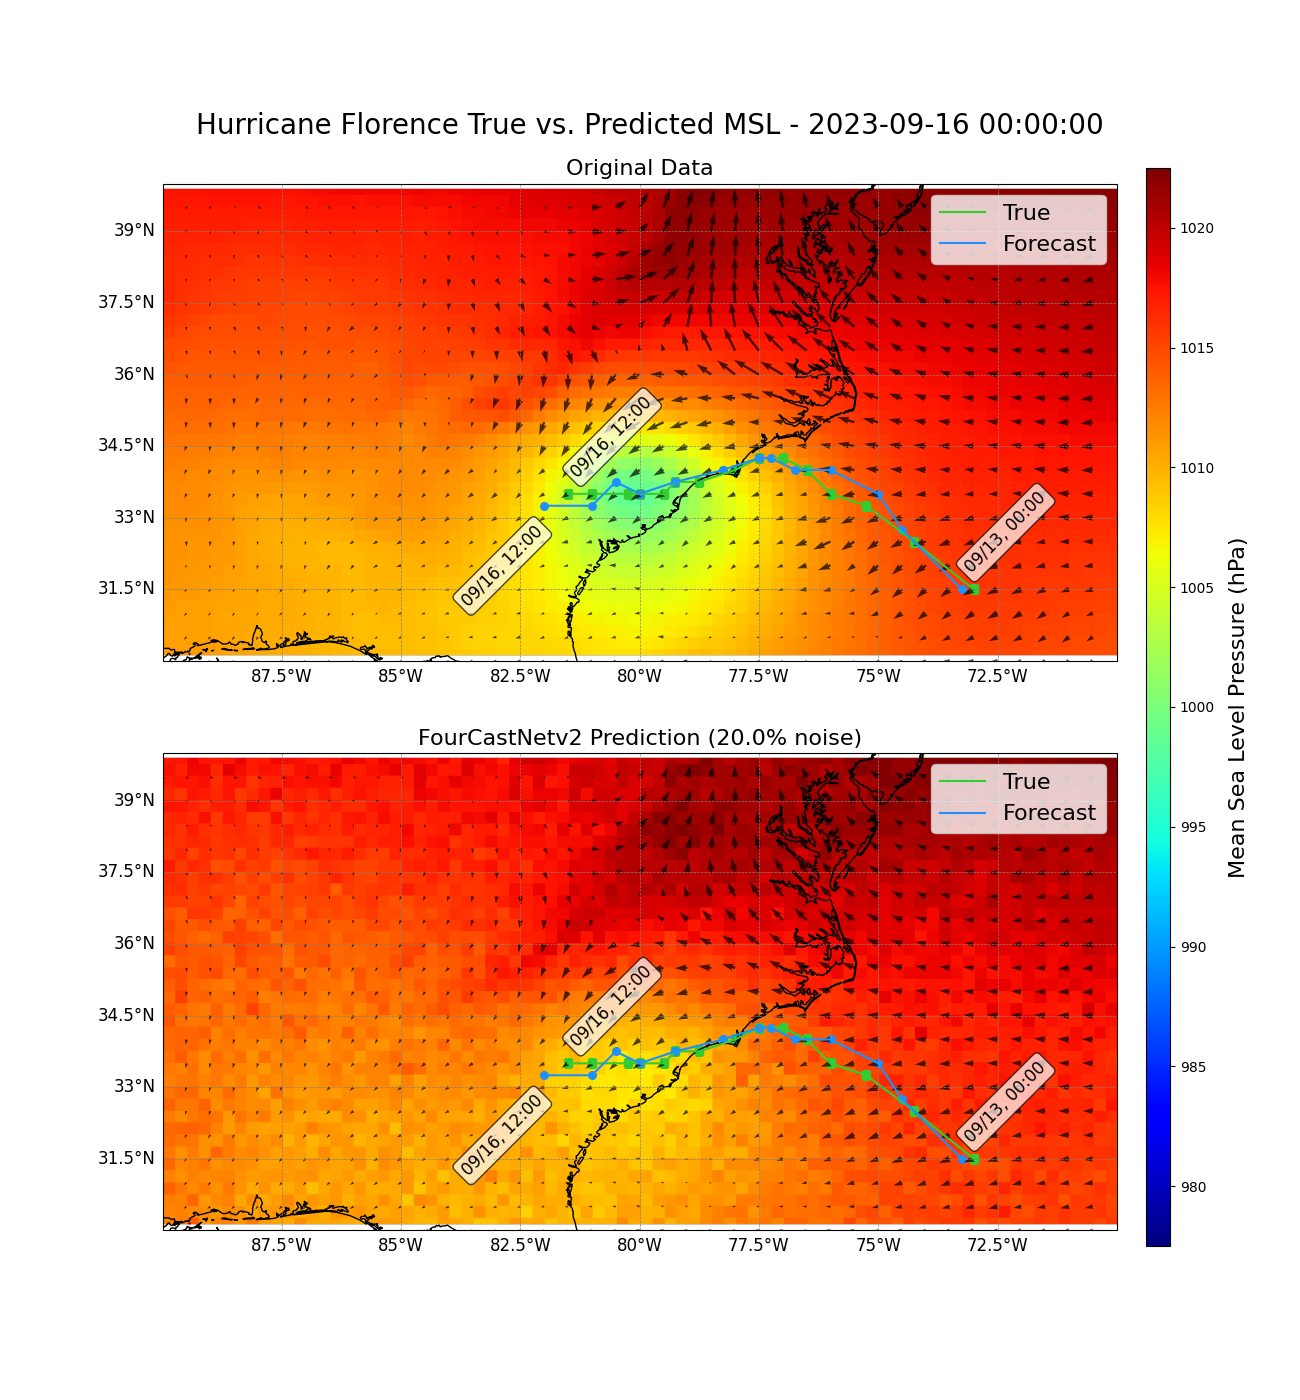 Hurricane Florence True vs. Predicted MSL - 2023-09-16 00:00:00
Original Data
True
Forecast
39°N
37.5°N
36°N
34.5°N
33°N
31.5°N
09/16, 12:00
09/16, 12:00
09/13, 00:00
87.5°W 85°W 82.5°W 80°W 77.5°W 75°W 72.5°W
FourCastNetv2 Prediction (20.0% noise)
True
Forecast
39°N
37.5°N
36°N
34.5°N
33°N
31.5°N
09/16, 12:00
09/16, 12:00
09/13, 00:00
87.5°W 85°W 82.5°W 80°W 77.5°W 75°W 72.5°W
1020
1015
1010
1005
1000
995
990
985
980
Mean Sea Level Pressure (hPa)